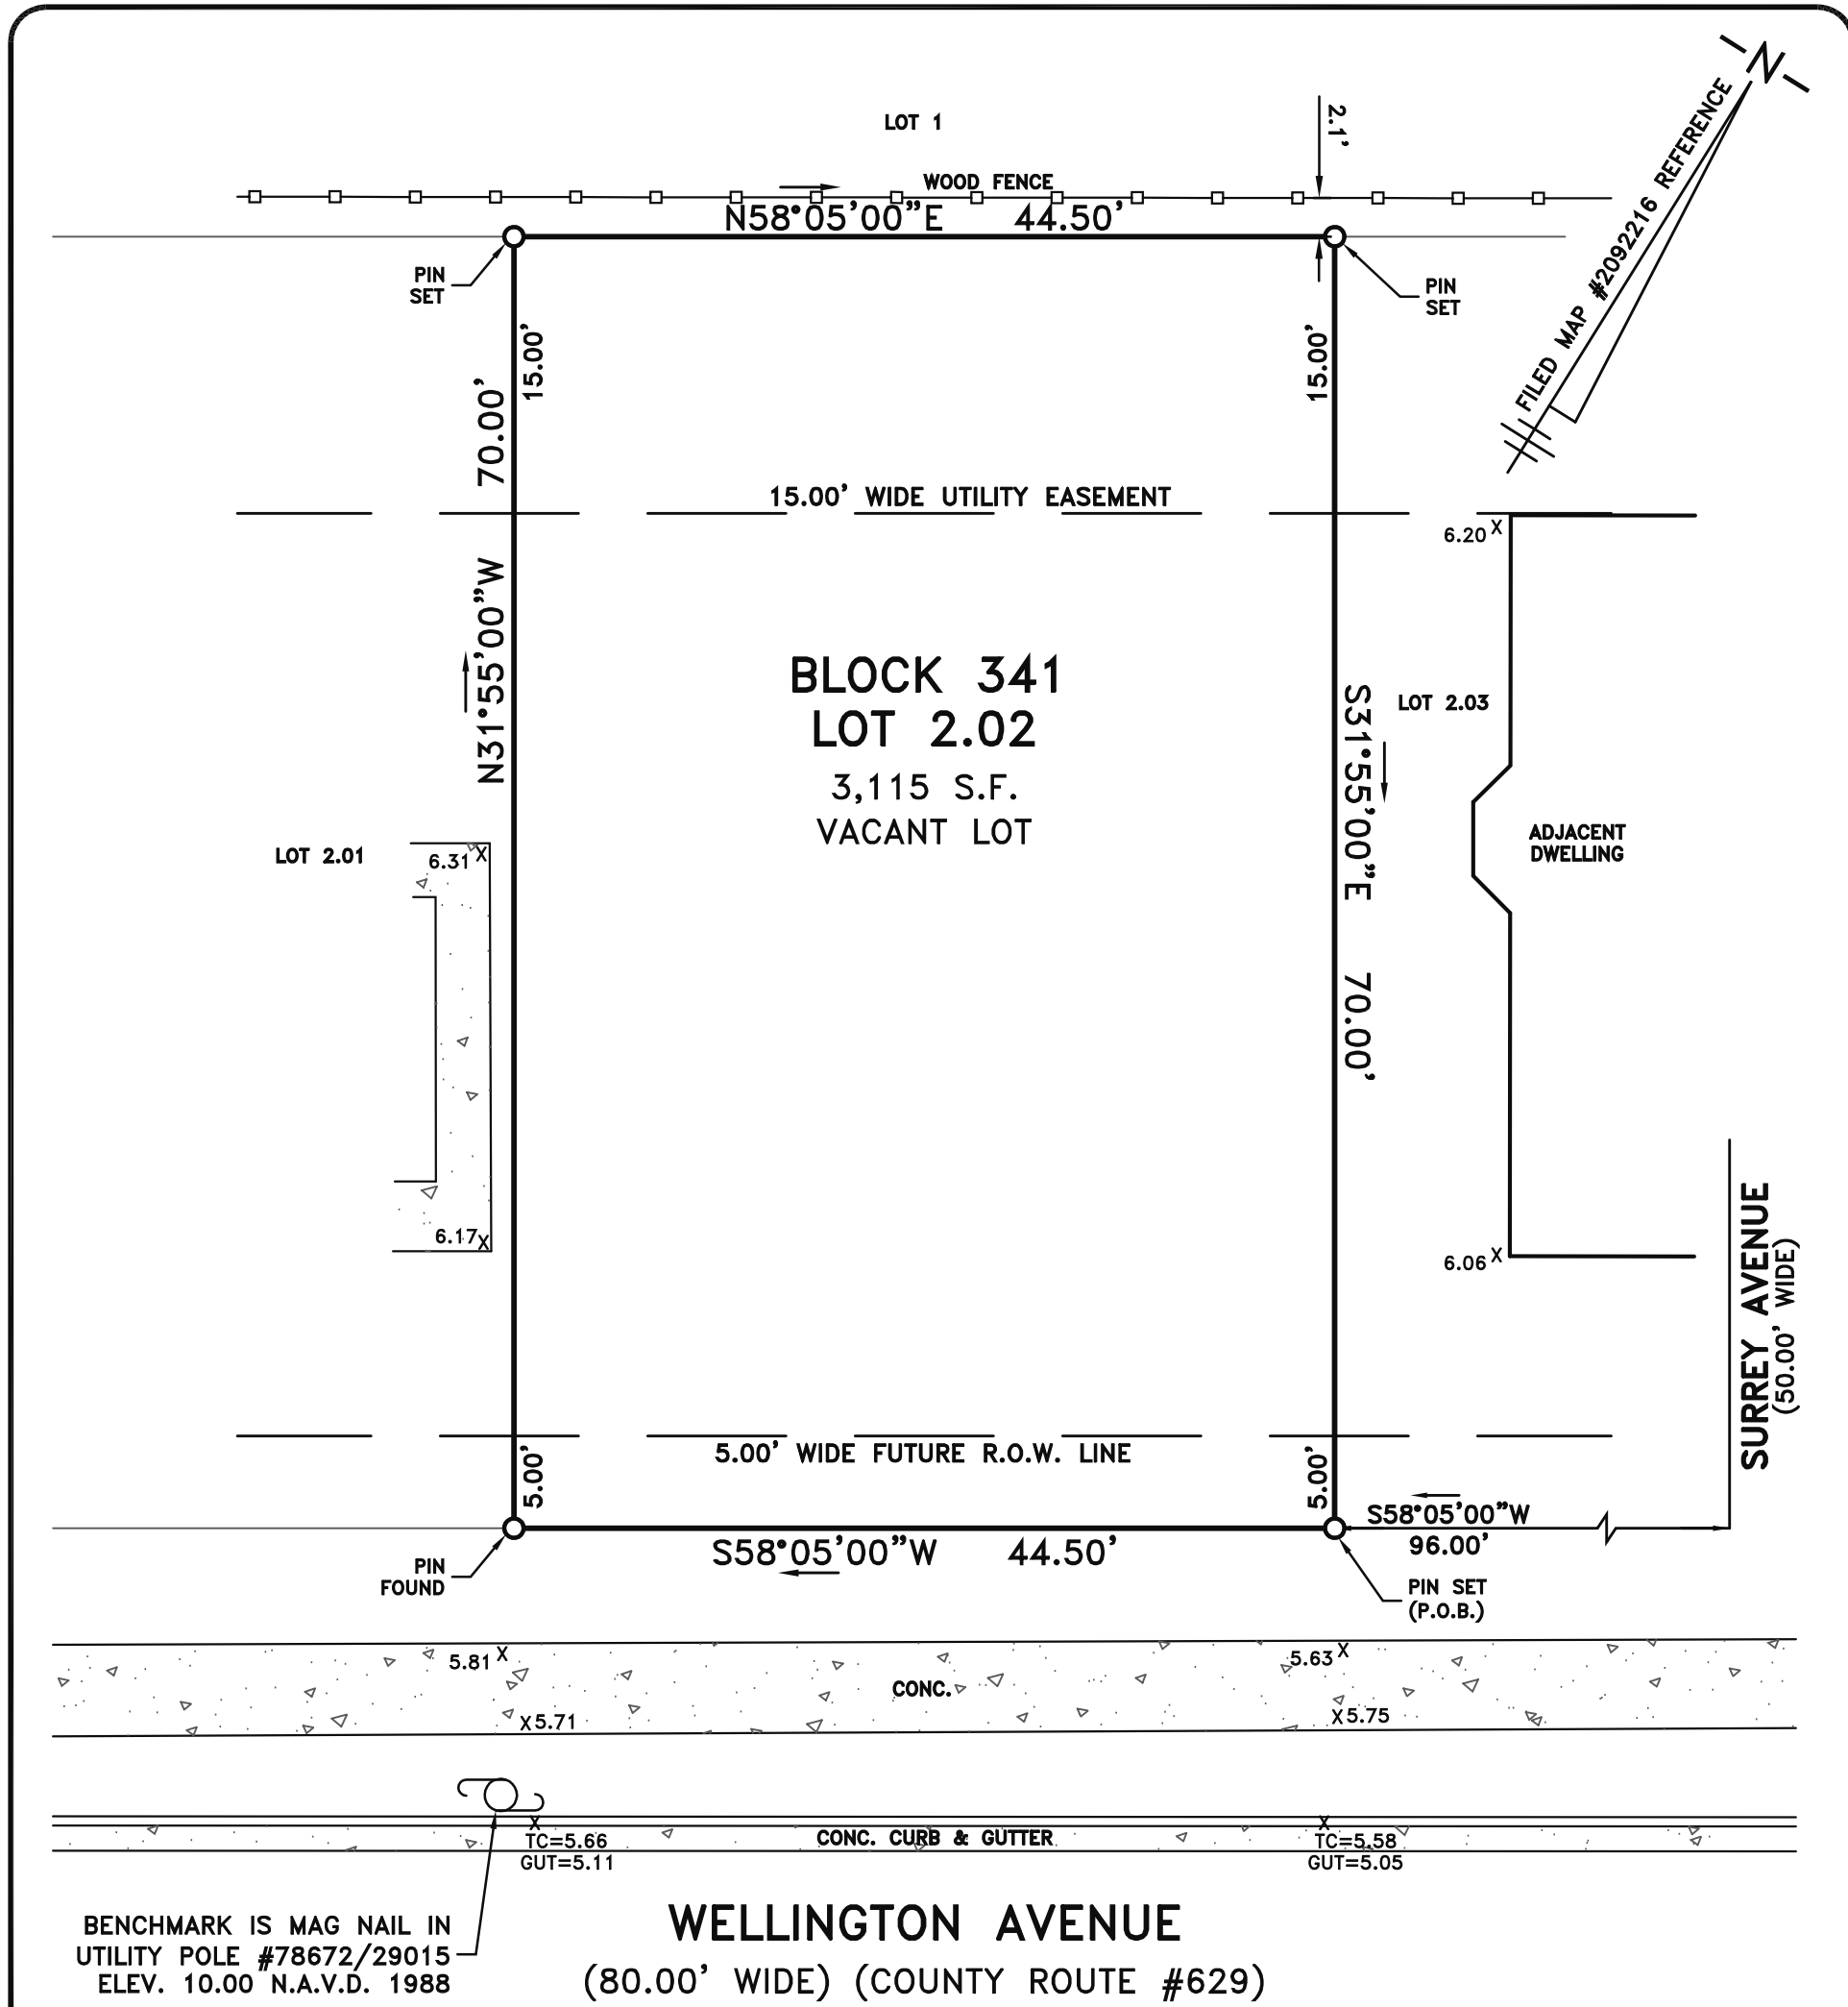 N
FILED MAP #2092216 REFERENCE
LOT 1
2.1'
WOOD FENCE
N58°05'00"E 44.50'
PIN
SET
PIN
SET
15.00'
15.00'
70.00'
N31°55'00"W
15.00' WIDE UTILITY EASEMENT
6.20 X
BLOCK 341
LOT 2.02
3,115 S.F.
VACANT LOT
S31°55'00"E 70.00'
LOT 2.03
ADJACENT
DWELLING
LOT 2.01
6.31 X
6.17 X
6.06 X
SURREY AVENUE
(50.00' WIDE)
5.00' WIDE FUTURE R.O.W. LINE
5.00'
5.00'
S58°05'00"W
96.00'
S58°05'00"W 44.50'
PIN
FOUND
PIN SET
(P.O.B.)
5.81 X
5.63 X
CONC.
X 5.71
X 5.75
X
TC=5.66
GUT=5.11
CONC. CURB & GUTTER
X
TC=5.58
GUT=5.05
BENCHMARK IS MAG NAIL IN
UTILITY POLE #78672/29015
ELEV. 10.00 N.A.V.D. 1988
WELLINGTON AVENUE
(80.00' WIDE) (COUNTY ROUTE #629)